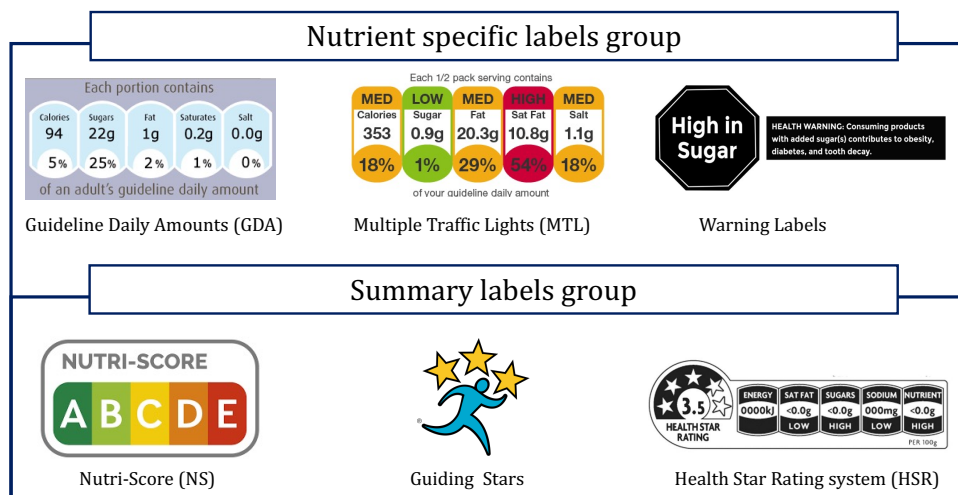 Nutrient specific labels group
Each portion contains
Calories Sugars Fat Saturates Salt
94 22g 1g 0.2g 0.0g
5% 25% 2% 1% 0%
of an adult's guideline daily amount
Guideline Daily Amounts (GDA)
Each 1/2 pack serving contains
MED LOW MED HIGH MED
Calories Sugar Fat Sat Fat Salt
353 0.9g 20.3g 10.8g 1.1g
18% 1% 29% 54% 18%
of your guideline daily amount
Multiple Traffic Lights (MTL)
High in
Sugar
HEALTH WARNING: Consuming products
with added sugar(s) contributes to obesity,
diabetes, and tooth decay.
Warning Labels
Summary labels group
NUTRI-SCORE
A B C D E
Nutri-Score (NS)
Guiding Stars
3.5
HEALTH STAR
RATING
ENERGY SAT FAT SUGARS SODIUM NUTRIENT
0000kJ <0.0g <0.0g 000mg <0.0g
LOW HIGH LOW HIGH
PER 100g
Health Star Rating system (HSR)